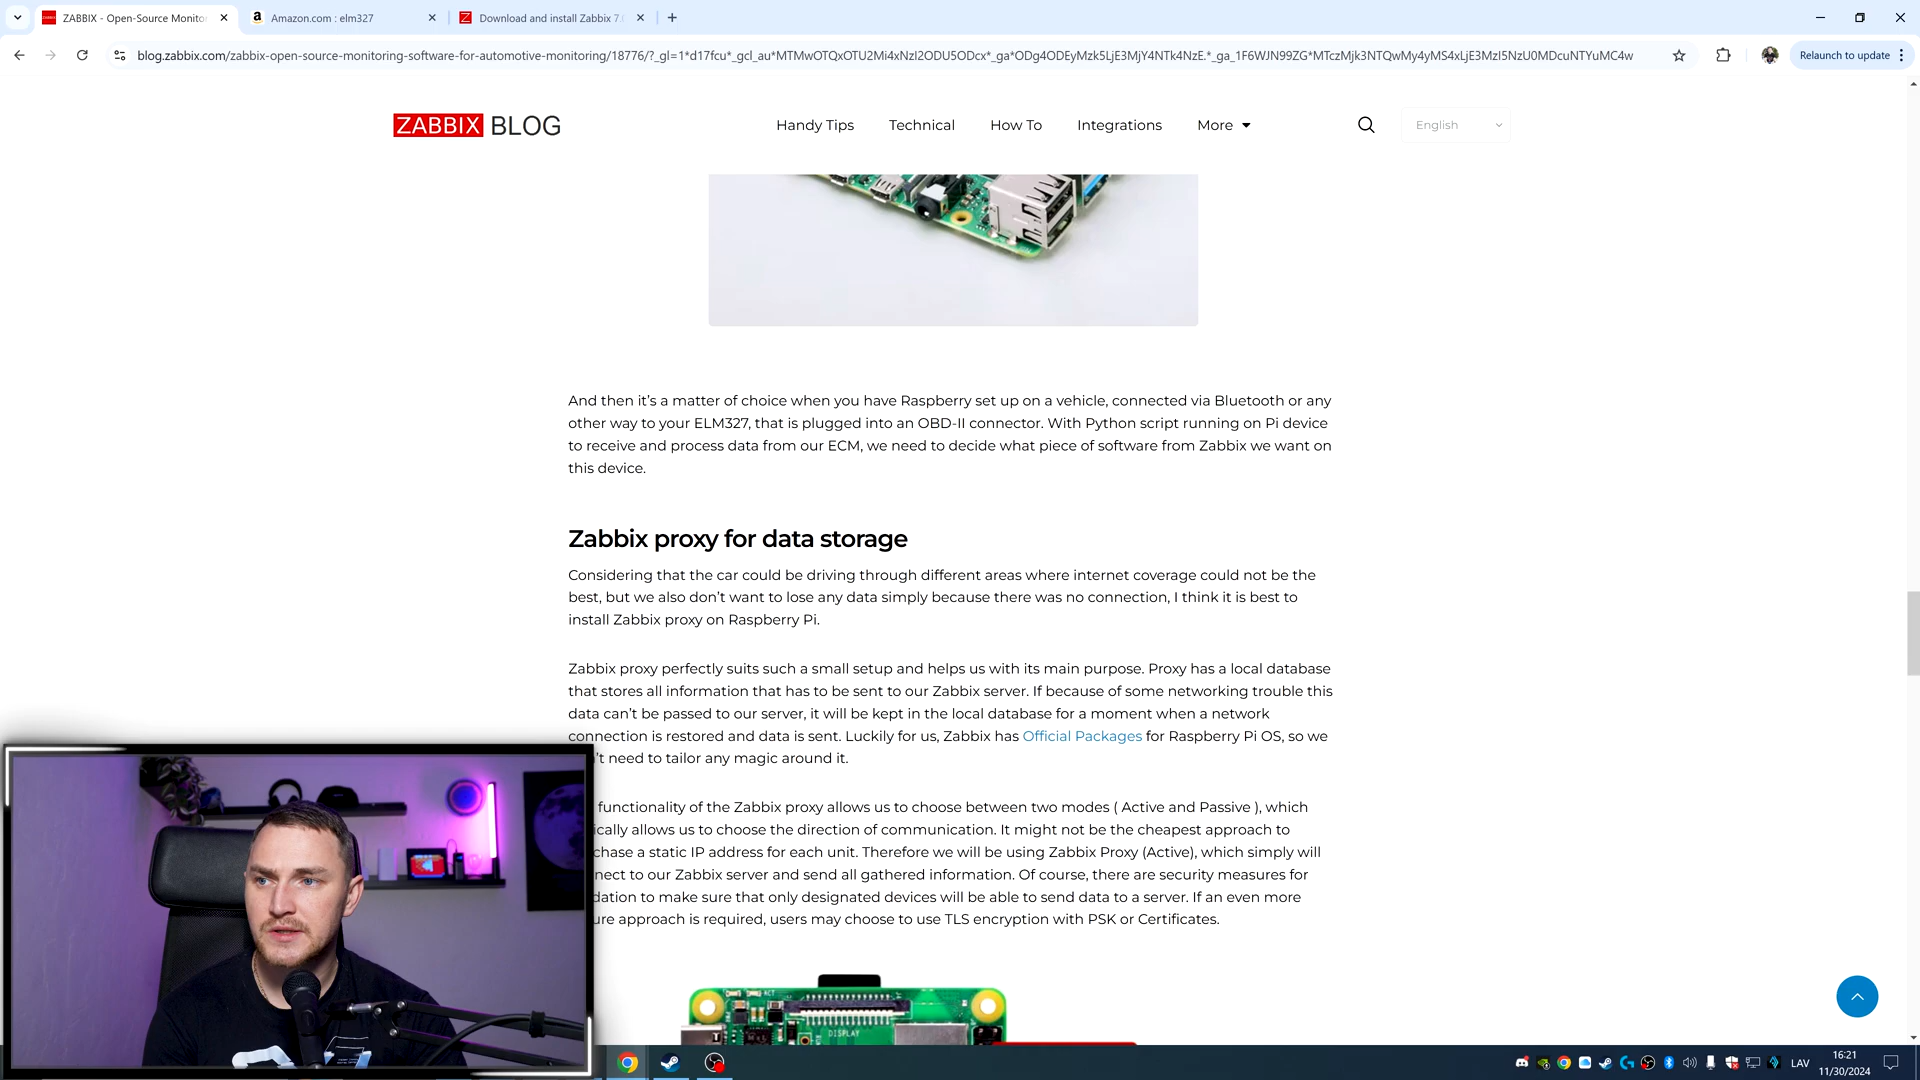 ZABBIX - Open-Source Monitor
Amazon.com : elm327
Download and install Zabbix 7.0
blog.zabbix.com/zabbix-open-source-monitoring-software-for-automotive-monitoring/18776/?_gl=1*d17fcu*_gcl_au*MTMwOTQxOTU2Mi4xNzI2ODU5ODcx*_ga*ODg4ODEyMzk5LjE3MjY4NTk4NzE.*_ga_1F6WJN99ZG*MTczMjk3NTQwMy4yMS4xLjE3MzI5NzU0MDcuNTYuMC4w
Relaunch to update
ZABBIX BLOG
Handy Tips
Technical
How To
Integrations
More
English
And then it's a matter of choice when you have Raspberry set up on a vehicle, connected via Bluetooth or any
other way to your ELM327, that is plugged into an OBD-II connector. With Python script running on Pi device
to receive and process data from our ECM, we need to decide what piece of software from Zabbix we want on
this device.
Zabbix proxy for data storage
Considering that the car could be driving through different areas where internet coverage could not be the
best, but we also don't want to lose any data simply because there was no connection, I think it is best to
install Zabbix proxy on Raspberry Pi.
Zabbix proxy perfectly suits such a small setup and helps us with its main purpose. Proxy has a local database
that stores all information that has to be sent to our Zabbix server. If because of some networking trouble this
data can't be passed to our server, it will be kept in the local database for a moment when a network
connection is restored and data is sent. Luckily for us, Zabbix has Official Packages for Raspberry Pi OS, so we
't need to tailor any magic around it.
functionality of the Zabbix proxy allows us to choose between two modes ( Active and Passive ), which
ically allows us to choose the direction of communication. It might not be the cheapest approach to
chase a static IP address for each unit. Therefore we will be using Zabbix Proxy (Active), which simply will
nect to our Zabbix server and send all gathered information. Of course, there are security measures for
dation to make sure that only designated devices will be able to send data to a server. If an even more
ure approach is required, users may choose to use TLS encryption with PSK or Certificates.
DISPLAY
LAV
16:21
11/30/2024